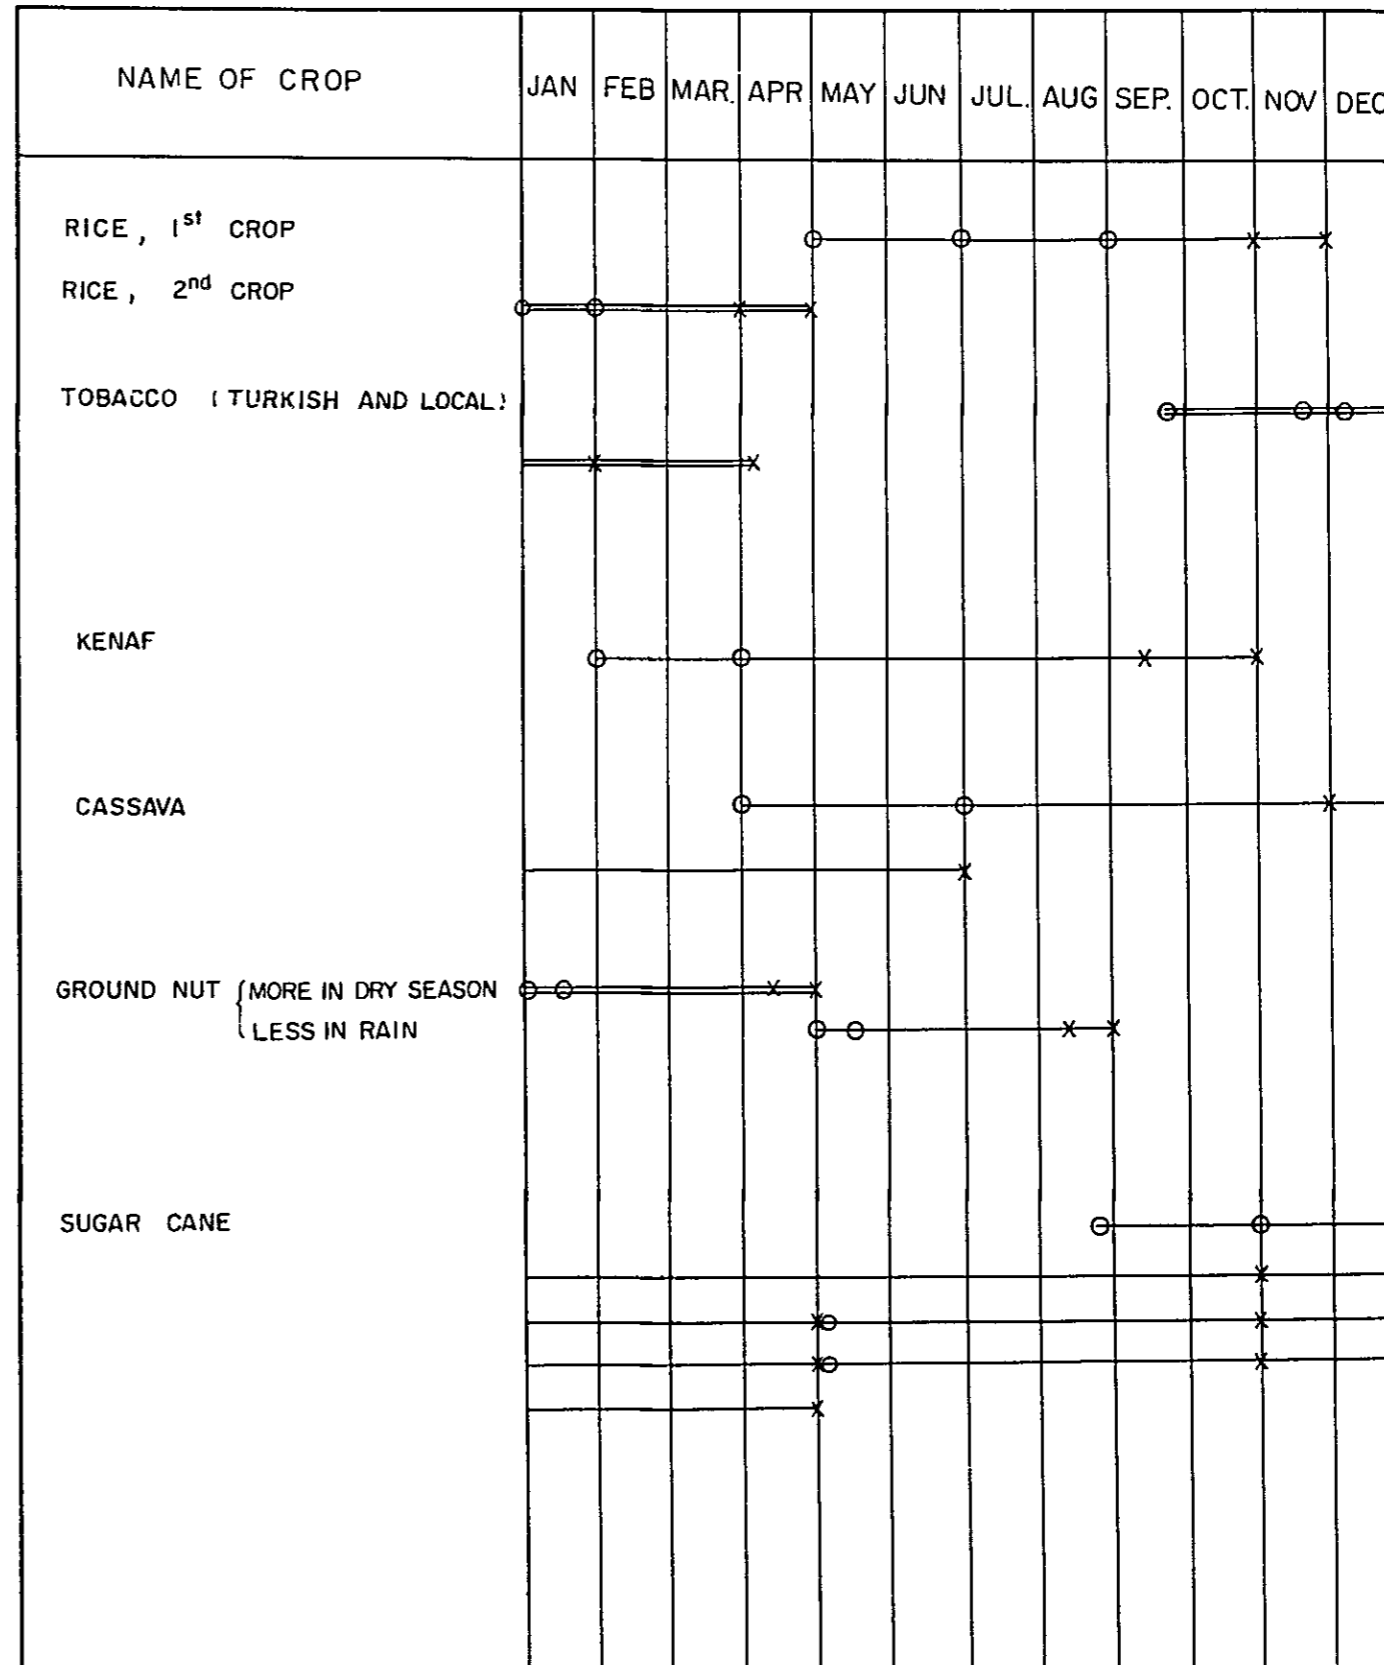 NAME OF CROP JAN FEB MAR. APR MAY JUN JUL. AUG SEP. OCT. NOV DEC
RICE, 1st CROP
RICE, 2nd CROP
TOBACCO (TURKISH AND LOCAL)
KENAF
CASSAVA
GROUND NUT { MORE IN DRY SEASON
LESS IN RAIN
SUGAR CANE